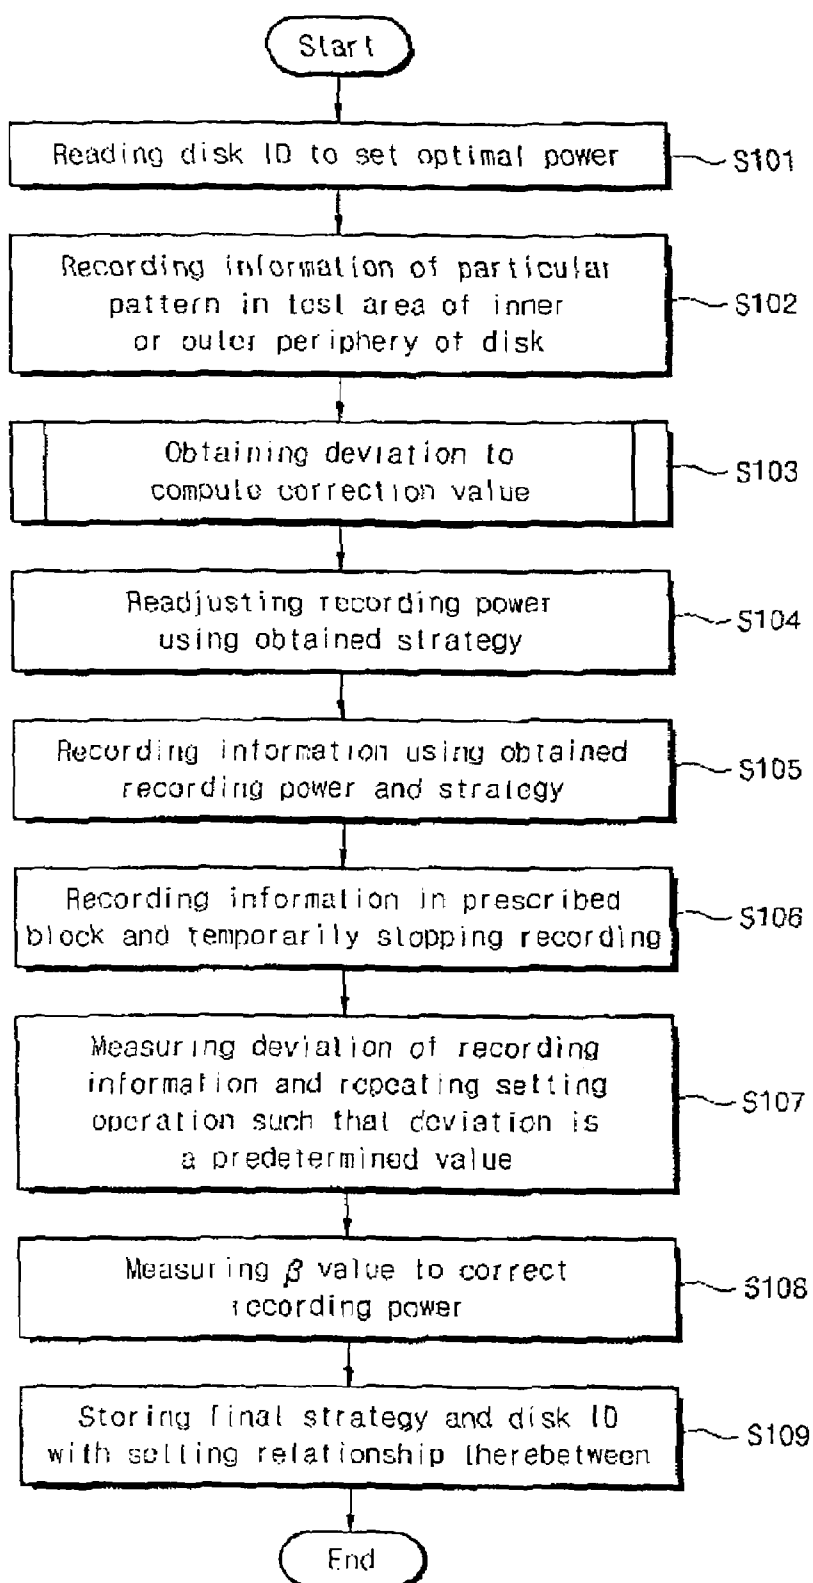 Start
Reading disk ID to set optimal power
S101
Recording information of particular
pattern in test area of inner
or outer periphery of disk
S102
Obtaining deviation to
compute correction value
S103
Readjusting recording power
using obtained strategy
S104
Recording information using obtained
recording power and strategy
S105
Recording information in prescribed
block and temporarily stopping recording
S106
Measuring deviation of recording
information and repeating setting
operation such that deviation is
a predetermined value
S107
Measuring β value to correct
recording power
S108
Storing final strategy and disk ID
with setting relationship therebetween
S109
End